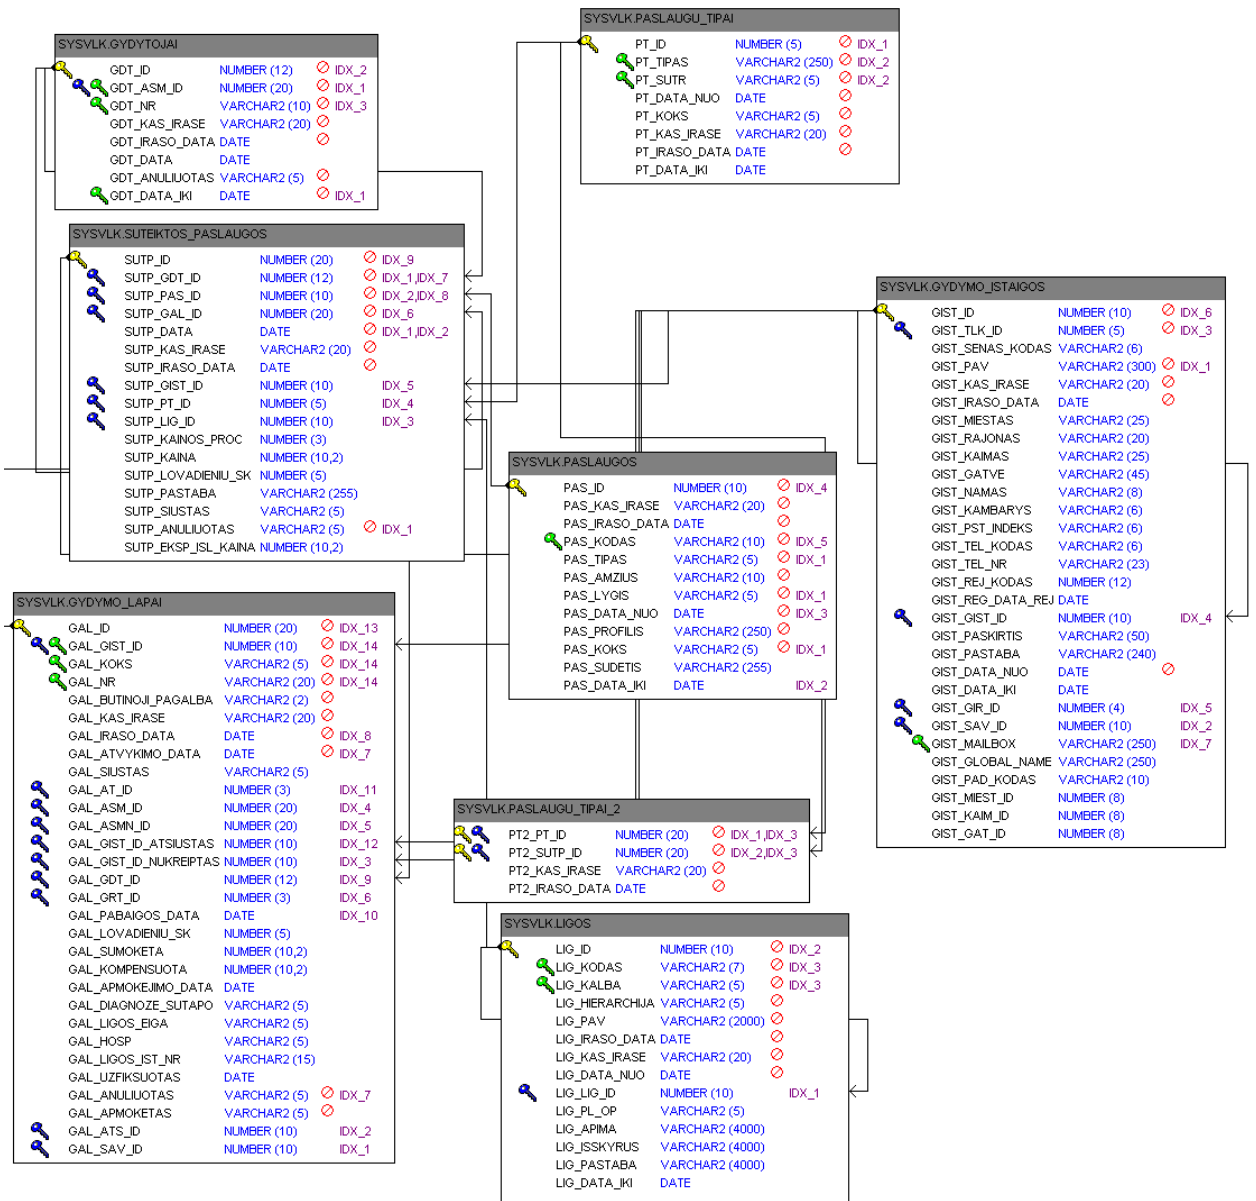 SYSVLK.PASLAUGU_TIPAI
PT_ID NUMBER (5) IDX_1
PT_TIPAS VARCHAR2 (250) IDX_2
PT_SUTR VARCHAR2 (5) IDX_2
PT_DATA_NUO DATE
PT_KOKS VARCHAR2 (5)
PT_KAS_IRASE VARCHAR2 (20)
PT_IRASO_DATA DATE
PT_DATA_IKI DATE
SYSVLK.GYDYTOJAI
GDT_ID NUMBER (12) IDX_2
GDT_ASM_ID NUMBER (20) IDX_1
GDT_NR VARCHAR2 (10) IDX_3
GDT_KAS_IRASE VARCHAR2 (20)
GDT_IRASO_DATA DATE
GDT_DATA DATE
GDT_ANULIUOTAS VARCHAR2 (5)
GDT_DATA_IKI DATE IDX_1
SYSVLK.SUTEIKTOS_PASLAUGOS
SUTP_ID NUMBER (20) IDX_9
SUTP_GDT_ID NUMBER (12) IDX_1,IDX_7
SUTP_PAS_ID NUMBER (10) IDX_2,IDX_8
SUTP_GAL_ID NUMBER (20) IDX_6
SUTP_DATA DATE IDX_1,IDX_2
SUTP_KAS_IRASE VARCHAR2 (20)
SUTP_IRASO_DATA DATE
SUTP_GIST_ID NUMBER (10) IDX_5
SUTP_PT_ID NUMBER (5) IDX_4
SUTP_LIG_ID NUMBER (10) IDX_3
SUTP_KAINOS_PROC NUMBER (3)
SUTP_KAINA NUMBER (10,2)
SUTP_LOVADIENIU_SK NUMBER (5)
SUTP_PASTABA VARCHAR2 (255)
SUTP_SIUSTAS VARCHAR2 (5)
SUTP_ANULIUOTAS VARCHAR2 (5) IDX_1
SUTP_EKSP_ISL_KAINA NUMBER (10,2)
SYSVLK.GYDYMO_ISTAIGOS
GIST_ID NUMBER (10) IDX_6
GIST_TLK_ID NUMBER (5) IDX_3
GIST_SENAS_KODAS VARCHAR2 (6)
GIST_PAV VARCHAR2 (300) IDX_1
GIST_KAS_IRASE VARCHAR2 (20)
GIST_IRASO_DATA DATE
GIST_MIESTAS VARCHAR2 (25)
GIST_RAJONAS VARCHAR2 (20)
GIST_KAIMAS VARCHAR2 (25)
GIST_GATVE VARCHAR2 (45)
GIST_NAMAS VARCHAR2 (8)
GIST_KAMBARYS VARCHAR2 (6)
GIST_PST_INDEKS VARCHAR2 (6)
GIST_TEL_KODAS VARCHAR2 (6)
GIST_TEL_NR VARCHAR2 (23)
GIST_REJ_KODAS NUMBER (12)
GIST_REG_DATA_REJ DATE
GIST_GIST_ID NUMBER (10) IDX_4
GIST_PASKIRTIS VARCHAR2 (50)
GIST_PASTABA VARCHAR2 (240)
GIST_DATA_NUO DATE
GIST_DATA_IKI DATE
GIST_GIR_ID NUMBER (4) IDX_5
GIST_SAV_ID NUMBER (10) IDX_2
GIST_MAILBOX VARCHAR2 (250) IDX_7
GIST_GLOBAL_NAME VARCHAR2 (250)
GIST_PAD_KODAS VARCHAR2 (10)
GIST_MIEST_ID NUMBER (8)
GIST_KAIM_ID NUMBER (8)
GIST_GAT_ID NUMBER (8)
SYSVLK.PASLAUGOS
PAS_ID NUMBER (10) IDX_4
PAS_KAS_IRASE VARCHAR2 (20)
PAS_IRASO_DATA DATE
PAS_KODAS VARCHAR2 (10) IDX_5
PAS_TIPAS VARCHAR2 (5) IDX_1
PAS_AMZIUS VARCHAR2 (10)
PAS_LYGIS VARCHAR2 (5) IDX_1
PAS_DATA_NUO DATE IDX_3
PAS_PROFILIS VARCHAR2 (250)
PAS_KOKS VARCHAR2 (5) IDX_1
PAS_SUDETIS VARCHAR2 (255)
PAS_DATA_IKI DATE IDX_2
SYSVLK.GYDYMO_LAPAI
GAL_ID NUMBER (20) IDX_13
GAL_GIST_ID NUMBER (10) IDX_14
GAL_KOKS VARCHAR2 (5) IDX_14
GAL_NR VARCHAR2 (20) IDX_14
GAL_BUTINOJI_PAGALBA VARCHAR2 (2)
GAL_KAS_IRASE VARCHAR2 (20)
GAL_IRASO_DATA DATE IDX_8
GAL_ATVYKIMO_DATA DATE IDX_7
GAL_SIUSTAS VARCHAR2 (5)
GAL_AT_ID NUMBER (3) IDX_11
GAL_ASM_ID NUMBER (20) IDX_4
GAL_ASMN_ID NUMBER (20) IDX_5
GAL_GIST_ID_ATSIUSTAS NUMBER (10) IDX_12
GAL_GIST_ID_NUKREIPTAS NUMBER (10) IDX_3
GAL_GDT_ID NUMBER (12) IDX_9
GAL_GRT_ID NUMBER (3) IDX_6
GAL_PABAIGOS_DATA DATE IDX_10
GAL_LOVADIENIU_SK NUMBER (5)
GAL_SUMOKETA NUMBER (10,2)
GAL_KOMPENSUOTA NUMBER (10,2)
GAL_APMOKEJIMO_DATA DATE
GAL_DIAGNOZE_SUTAPO VARCHAR2 (5)
GAL_LIGOS_EIGA VARCHAR2 (5)
GAL_HOSP VARCHAR2 (5)
GAL_LIGOS_IST_NR VARCHAR2 (15)
GAL_UZFIKSUOTAS DATE
GAL_ANULIUOTAS VARCHAR2 (5) IDX_7
GAL_APMOKETAS VARCHAR2 (5)
GAL_ATS_ID NUMBER (10) IDX_2
GAL_SAV_ID NUMBER (10) IDX_1
SYSVLK.PASLAUGU_TIPAI_2
PT2_PT_ID NUMBER (20) IDX_1,IDX_3
PT2_SUTP_ID NUMBER (20) IDX_2,IDX_3
PT2_KAS_IRASE VARCHAR2 (20)
PT2_IRASO_DATA DATE
SYSVLK.LIGOS
LIG_ID NUMBER (10) IDX_2
LIG_KODAS VARCHAR2 (7) IDX_3
LIG_KALBA VARCHAR2 (5) IDX_3
LIG_HIERARCHIJA VARCHAR2 (5)
LIG_PAV VARCHAR2 (2000)
LIG_IRASO_DATA DATE
LIG_KAS_IRASE VARCHAR2 (20)
LIG_DATA_NUO DATE
LIG_LIG_ID NUMBER (10) IDX_1
LIG_PL_OP VARCHAR2 (5)
LIG_APIMA VARCHAR2 (4000)
LIG_ISSKYRUS VARCHAR2 (4000)
LIG_PASTABA VARCHAR2 (4000)
LIG_DATA_IKI DATE